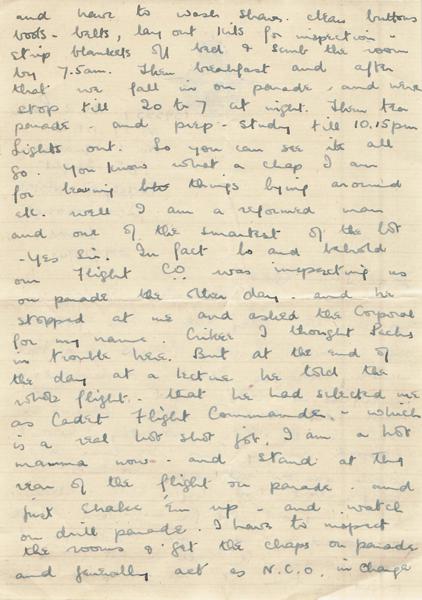 and have to wash shave. clean buttons
boots - belts, lay out kits for inspection -
strip blankets off bed & scrub the room
by 7.5am. Then breakfast and after
that we fall in on parade, and never
stop till 20 to 7 at night. Then tea
parade - and prep - study till 10.15pm
Lights out. So you can see its all
go. You know what a chap I am
for leaving things lying around
etc. well I am a reformed man
and one of the smartest of the lot
- Yes Sir. In fact lo and behold
our Flight CO was inspecting us
on parade the other day. and he
stopped at me and asked the Corporal
for my name. Crikey I thought
in trouble here. But at the end of
the day at a lecture he told the
whole flight. that he had selected me
as Cadet Flight Commander. - which
is a real hot shot job. I am a hot
mamma now - and stand at the
rear of the flight on parade. and
just shake 'em up - and watch
on drill parade. I have to inspect
the rooms & get the chaps on parade
and generally act as N.C.O. in charge